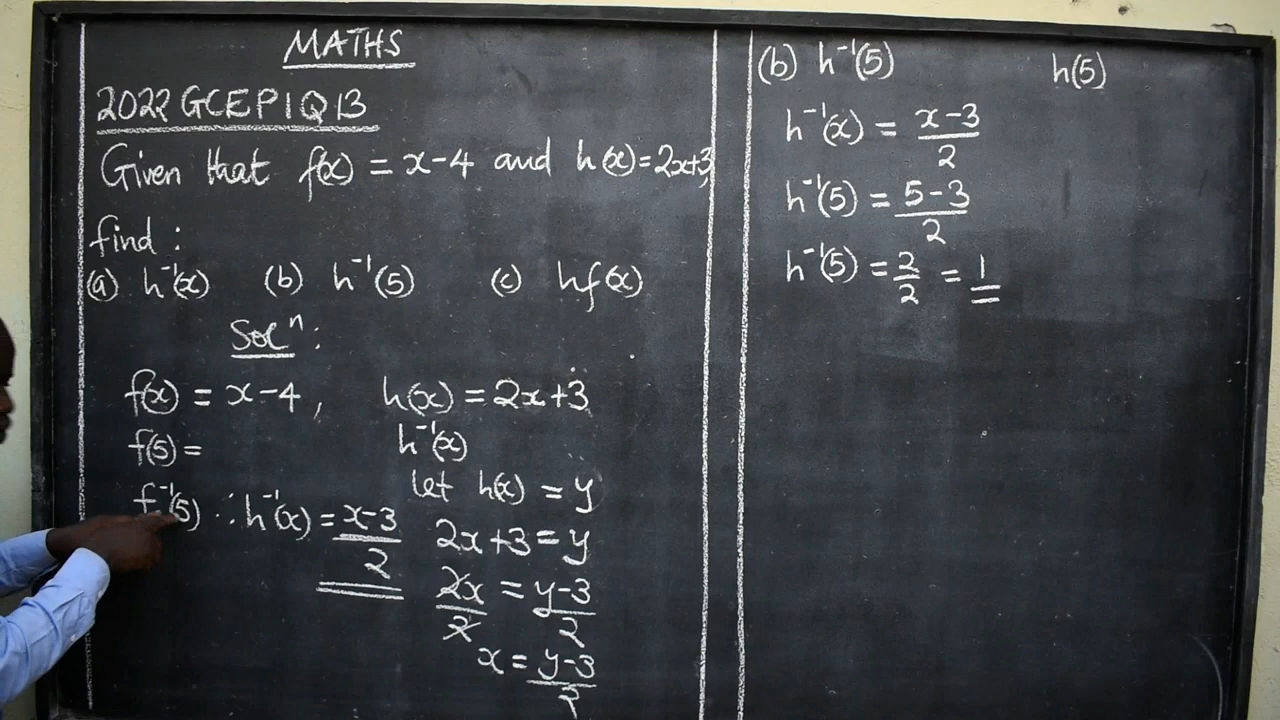 MATHS
2022 GCE P1 Q13
Given that f(x) = x-4 and h(x)=2x+3
find :
(a) h⁻¹(x) (b) h⁻¹(5) (c) hf(x)
Solⁿ:
f(x) = x-4, h(x) = 2x+3
f(5) = h⁻¹(x)
let h(x) = y
f⁻¹(5) ∴ h⁻¹(x) = x-3/2
2x+3 = y
2x/2 = y-3/2
x = y-3/2
(b) h⁻¹(5) h(5)
h⁻¹(x) = x-3/2
h⁻¹(5) = 5-3/2
h⁻¹(5) = 2/2 = 1